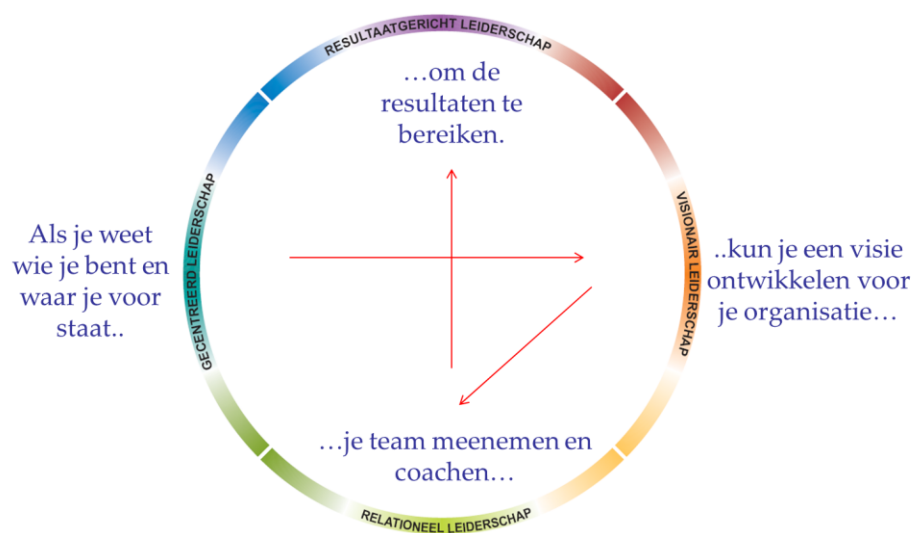 RESULTAATGERICHT LEIDERSCHAP
…om de
resultaten te
bereiken.
GECENTREERD LEIDERSCHAP
Als je weet
wie je bent en
waar je voor
staat..
VISIONAIR LEIDERSCHAP
..kun je een visie
ontwikkelen voor
je organisatie…
…je team meenemen en
coachen…
RELATIONEEL LEIDERSCHAP